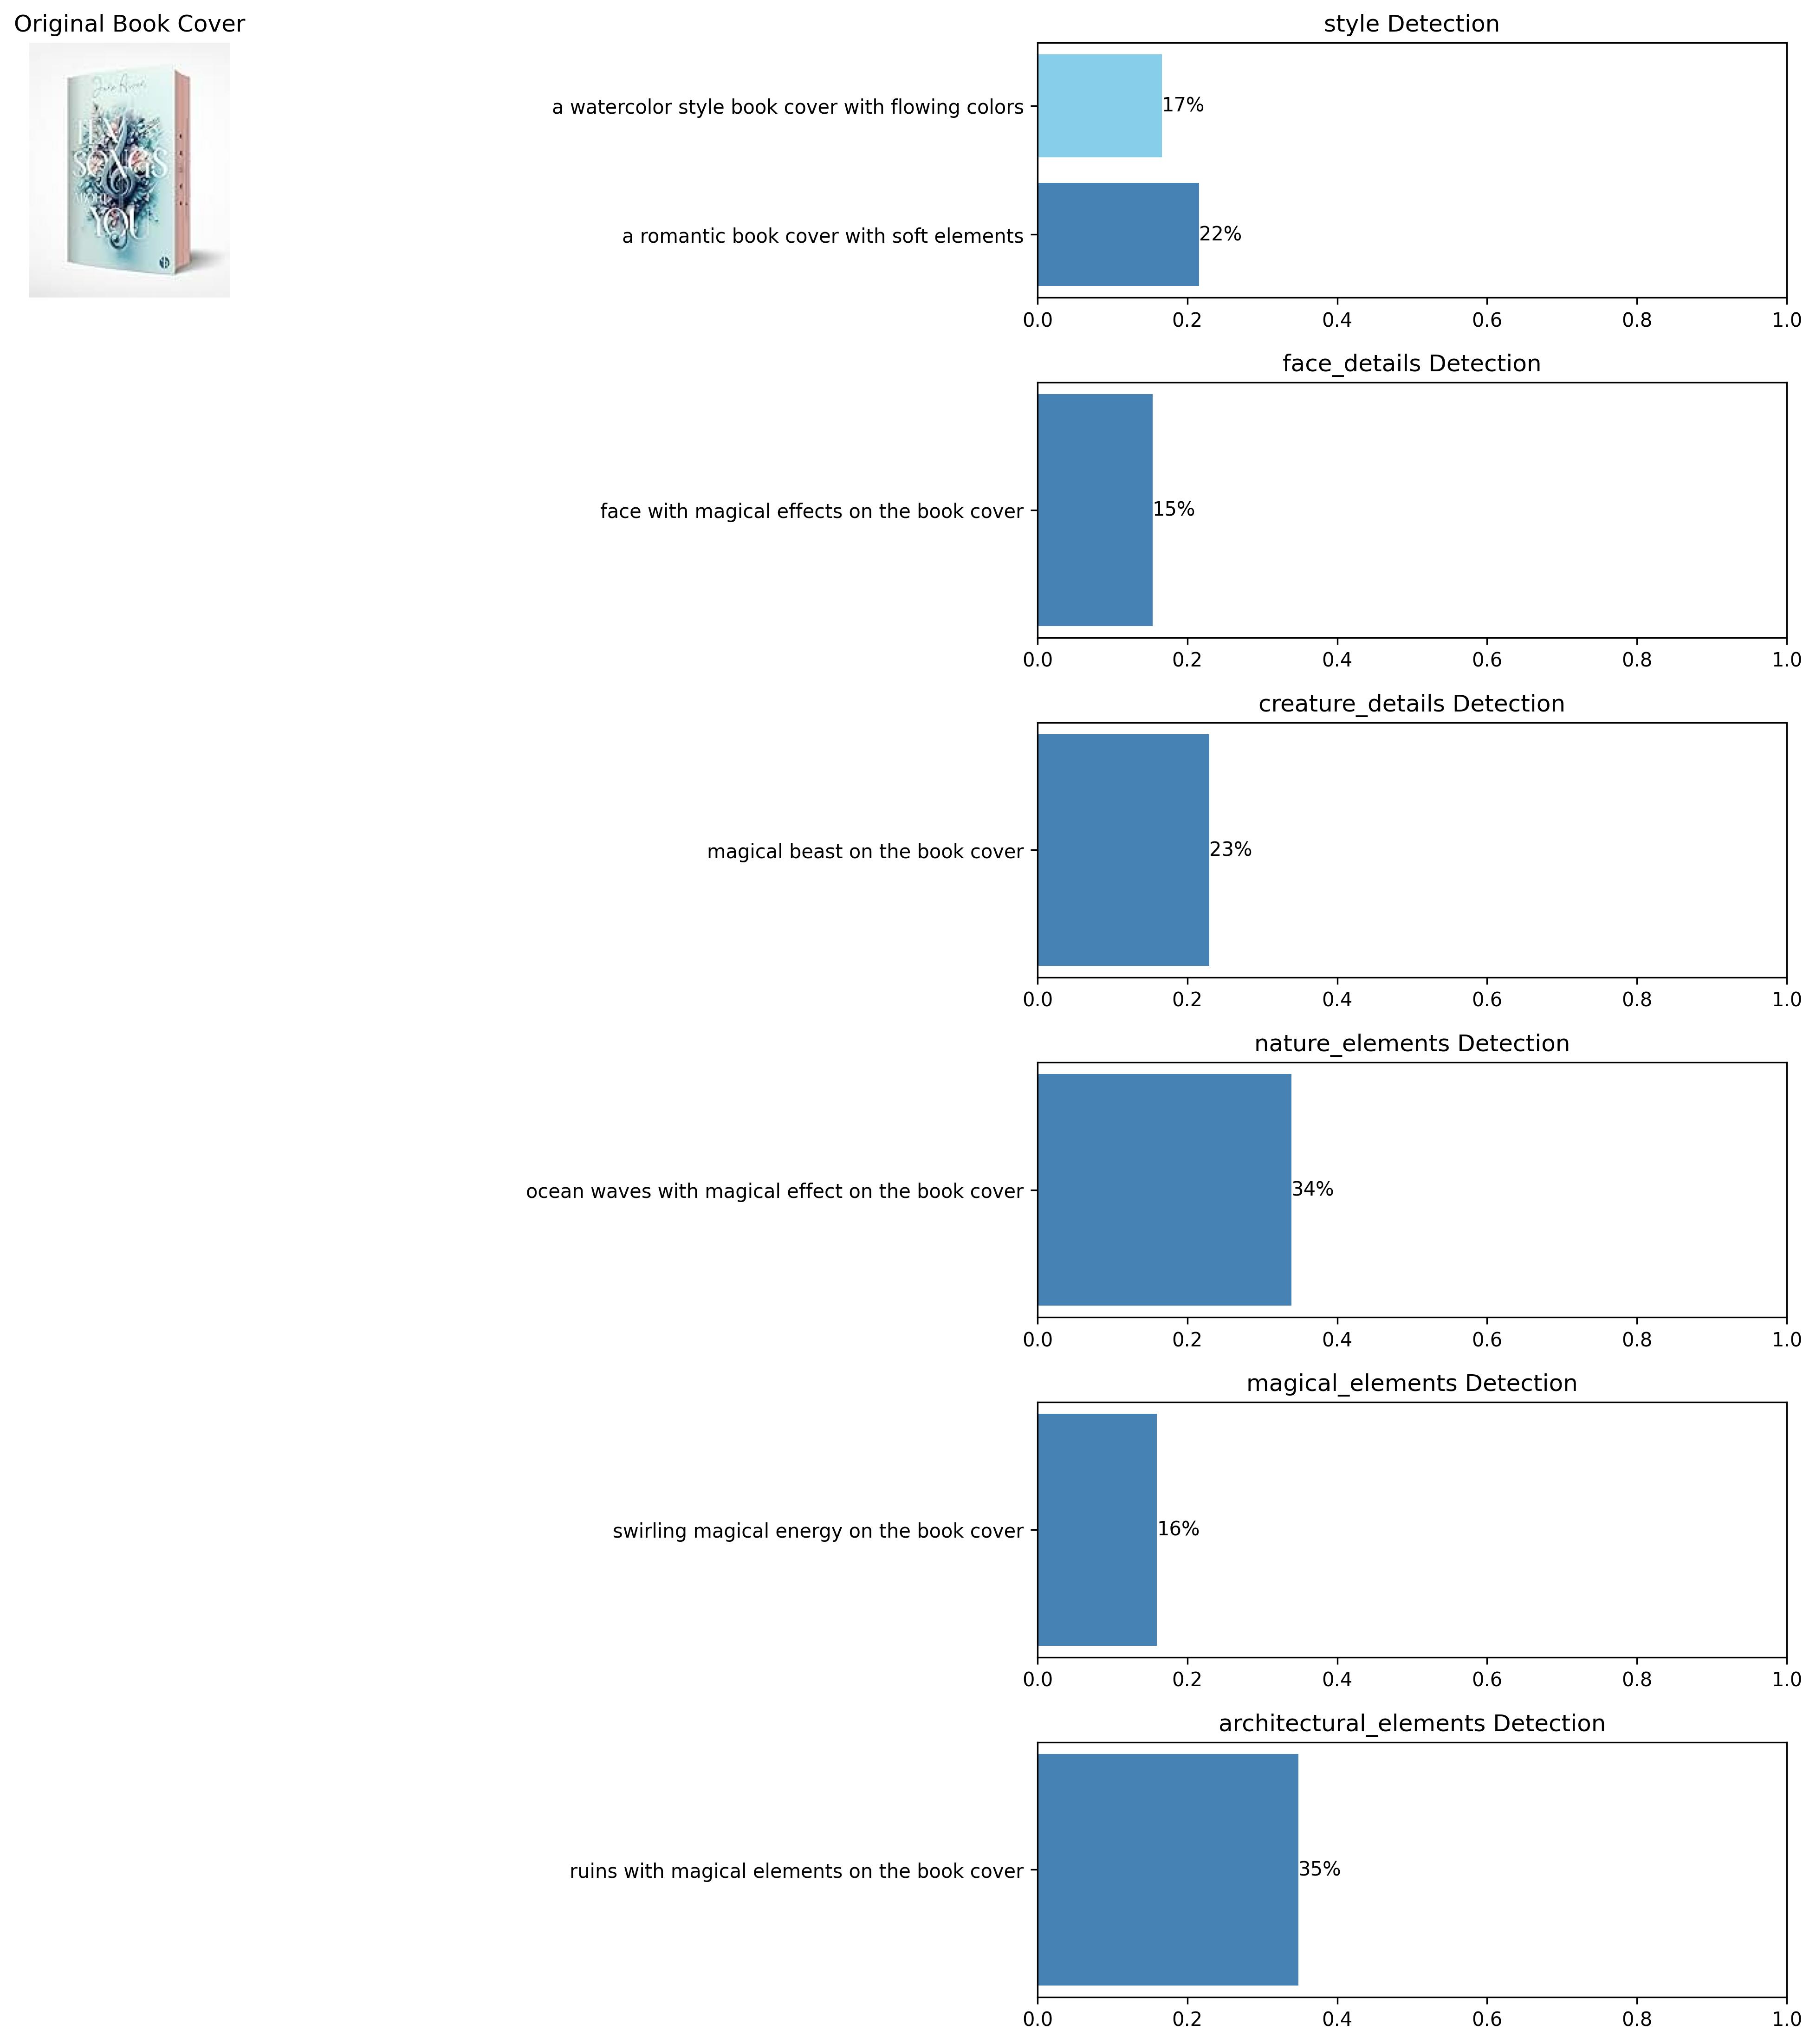 Original Book Cover
SONGS
YOU
style Detection
a watercolor style book cover with flowing colors
17%
a romantic book cover with soft elements
22%
0.0 0.2 0.4 0.6 0.8 1.0
face_details Detection
face with magical effects on the book cover
15%
0.0 0.2 0.4 0.6 0.8 1.0
creature_details Detection
magical beast on the book cover
23%
0.0 0.2 0.4 0.6 0.8 1.0
nature_elements Detection
ocean waves with magical effect on the book cover
34%
0.0 0.2 0.4 0.6 0.8 1.0
magical_elements Detection
swirling magical energy on the book cover
16%
0.0 0.2 0.4 0.6 0.8 1.0
architectural_elements Detection
ruins with magical elements on the book cover
35%
0.0 0.2 0.4 0.6 0.8 1.0